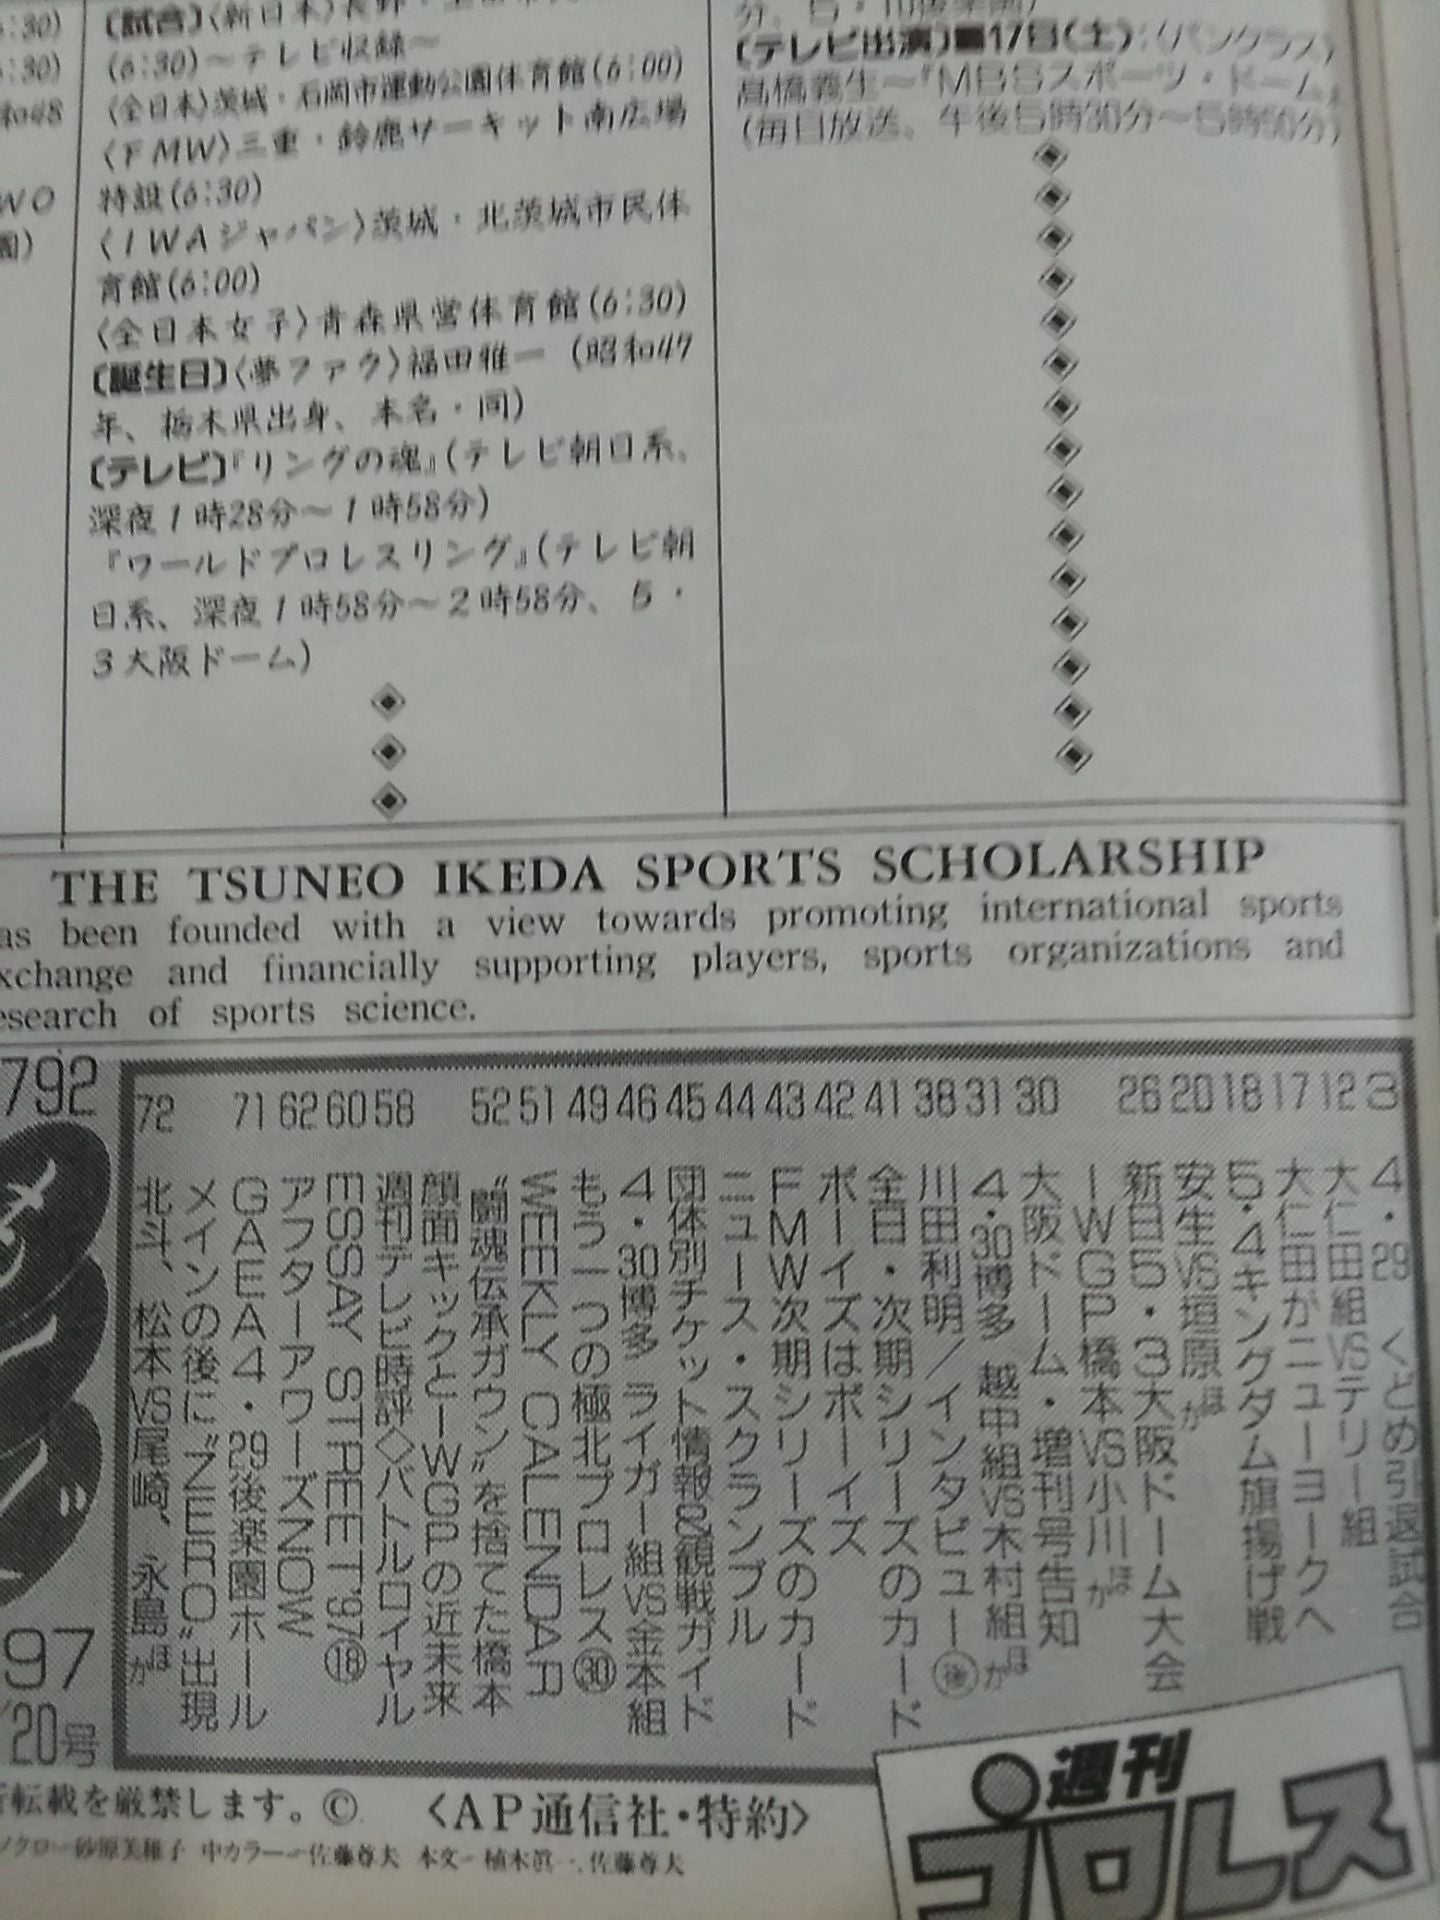 :30)
:30)
和48
WO
園)
〔試合〕〈新日本〉長野・
(6:30)～テレビ収録～
〈全日本〉茨城・石岡市運動公園体育館(6:00)
〈FMW〉三重・鈴鹿サーキット南広場
特設(6:30)
〈IWAジャパン〉茨城・北茨城市民体
育館(6:00)
〈全日本女子〉青森県営体育館(6:30)
〔誕生日〕〈夢ファク〉福田雅一（昭和47
年、栃木県出身、本名・同）
〔テレビ〕『リングの魂』(テレビ朝日系、
深夜1時28分～1時58分)
『ワールドプロレスリング』(テレビ朝
日系、深夜1時58分～2時58分、5・
3大阪ドーム)
〔テレビ出演〕■17日(土)：〈パンクラス〉
高橋義生～『MBSスポーツ・ドーム』
(毎日放送、午後5時30分～5時50分)
THE TSUNEO IKEDA SPORTS SCHOLARSHIP
as been founded with a view towards promoting international sports
xchange and financially supporting players, sports organizations and
esearch of sports science.
792
97
20号
3 4・29 くどめ引退試合
12 大仁田組VSテリー組
17 大仁田がニューヨークへ
18 5・4キングダム旗揚げ戦
20 安生VS垣原ほか
26 新日5・3大阪ドーム大会
IWGP橋本VS小川ほか
30 大阪ドーム・増刊号告知
31 4・30博多 越中組VS木村組ほか
38 川田利明／インタビュー㊡
41 全日・次期シリーズのカード
42 ボーイズはボーイズ
43 FMW次期シリーズのカード
44 ニュース・スクランブル
45 団体別チケット情報&観戦ガイド
46 4・30博多 ライガー組VS金本組
49 もう一つの極北プロレス㉚
51 WEEKLY CALENDAR
52 “闘魂伝承ガウン”を捨てた橋本
顔面キックとIWGPの近未来
58 週刊テレビ時評◇バトルロイヤル
60 ESSAY STREET'97⑱
62 アフターアワーズNOW
71 GAEA4・29後楽園ホール
メインの後に“ZERO”出現
72 北斗、松本VS尾崎、永島ほか
転載を厳禁します。©
〈AP通信社・特約〉
中カラー＝佐藤尊夫 本文＝植木眞一、佐藤尊夫
週刊
プロレス